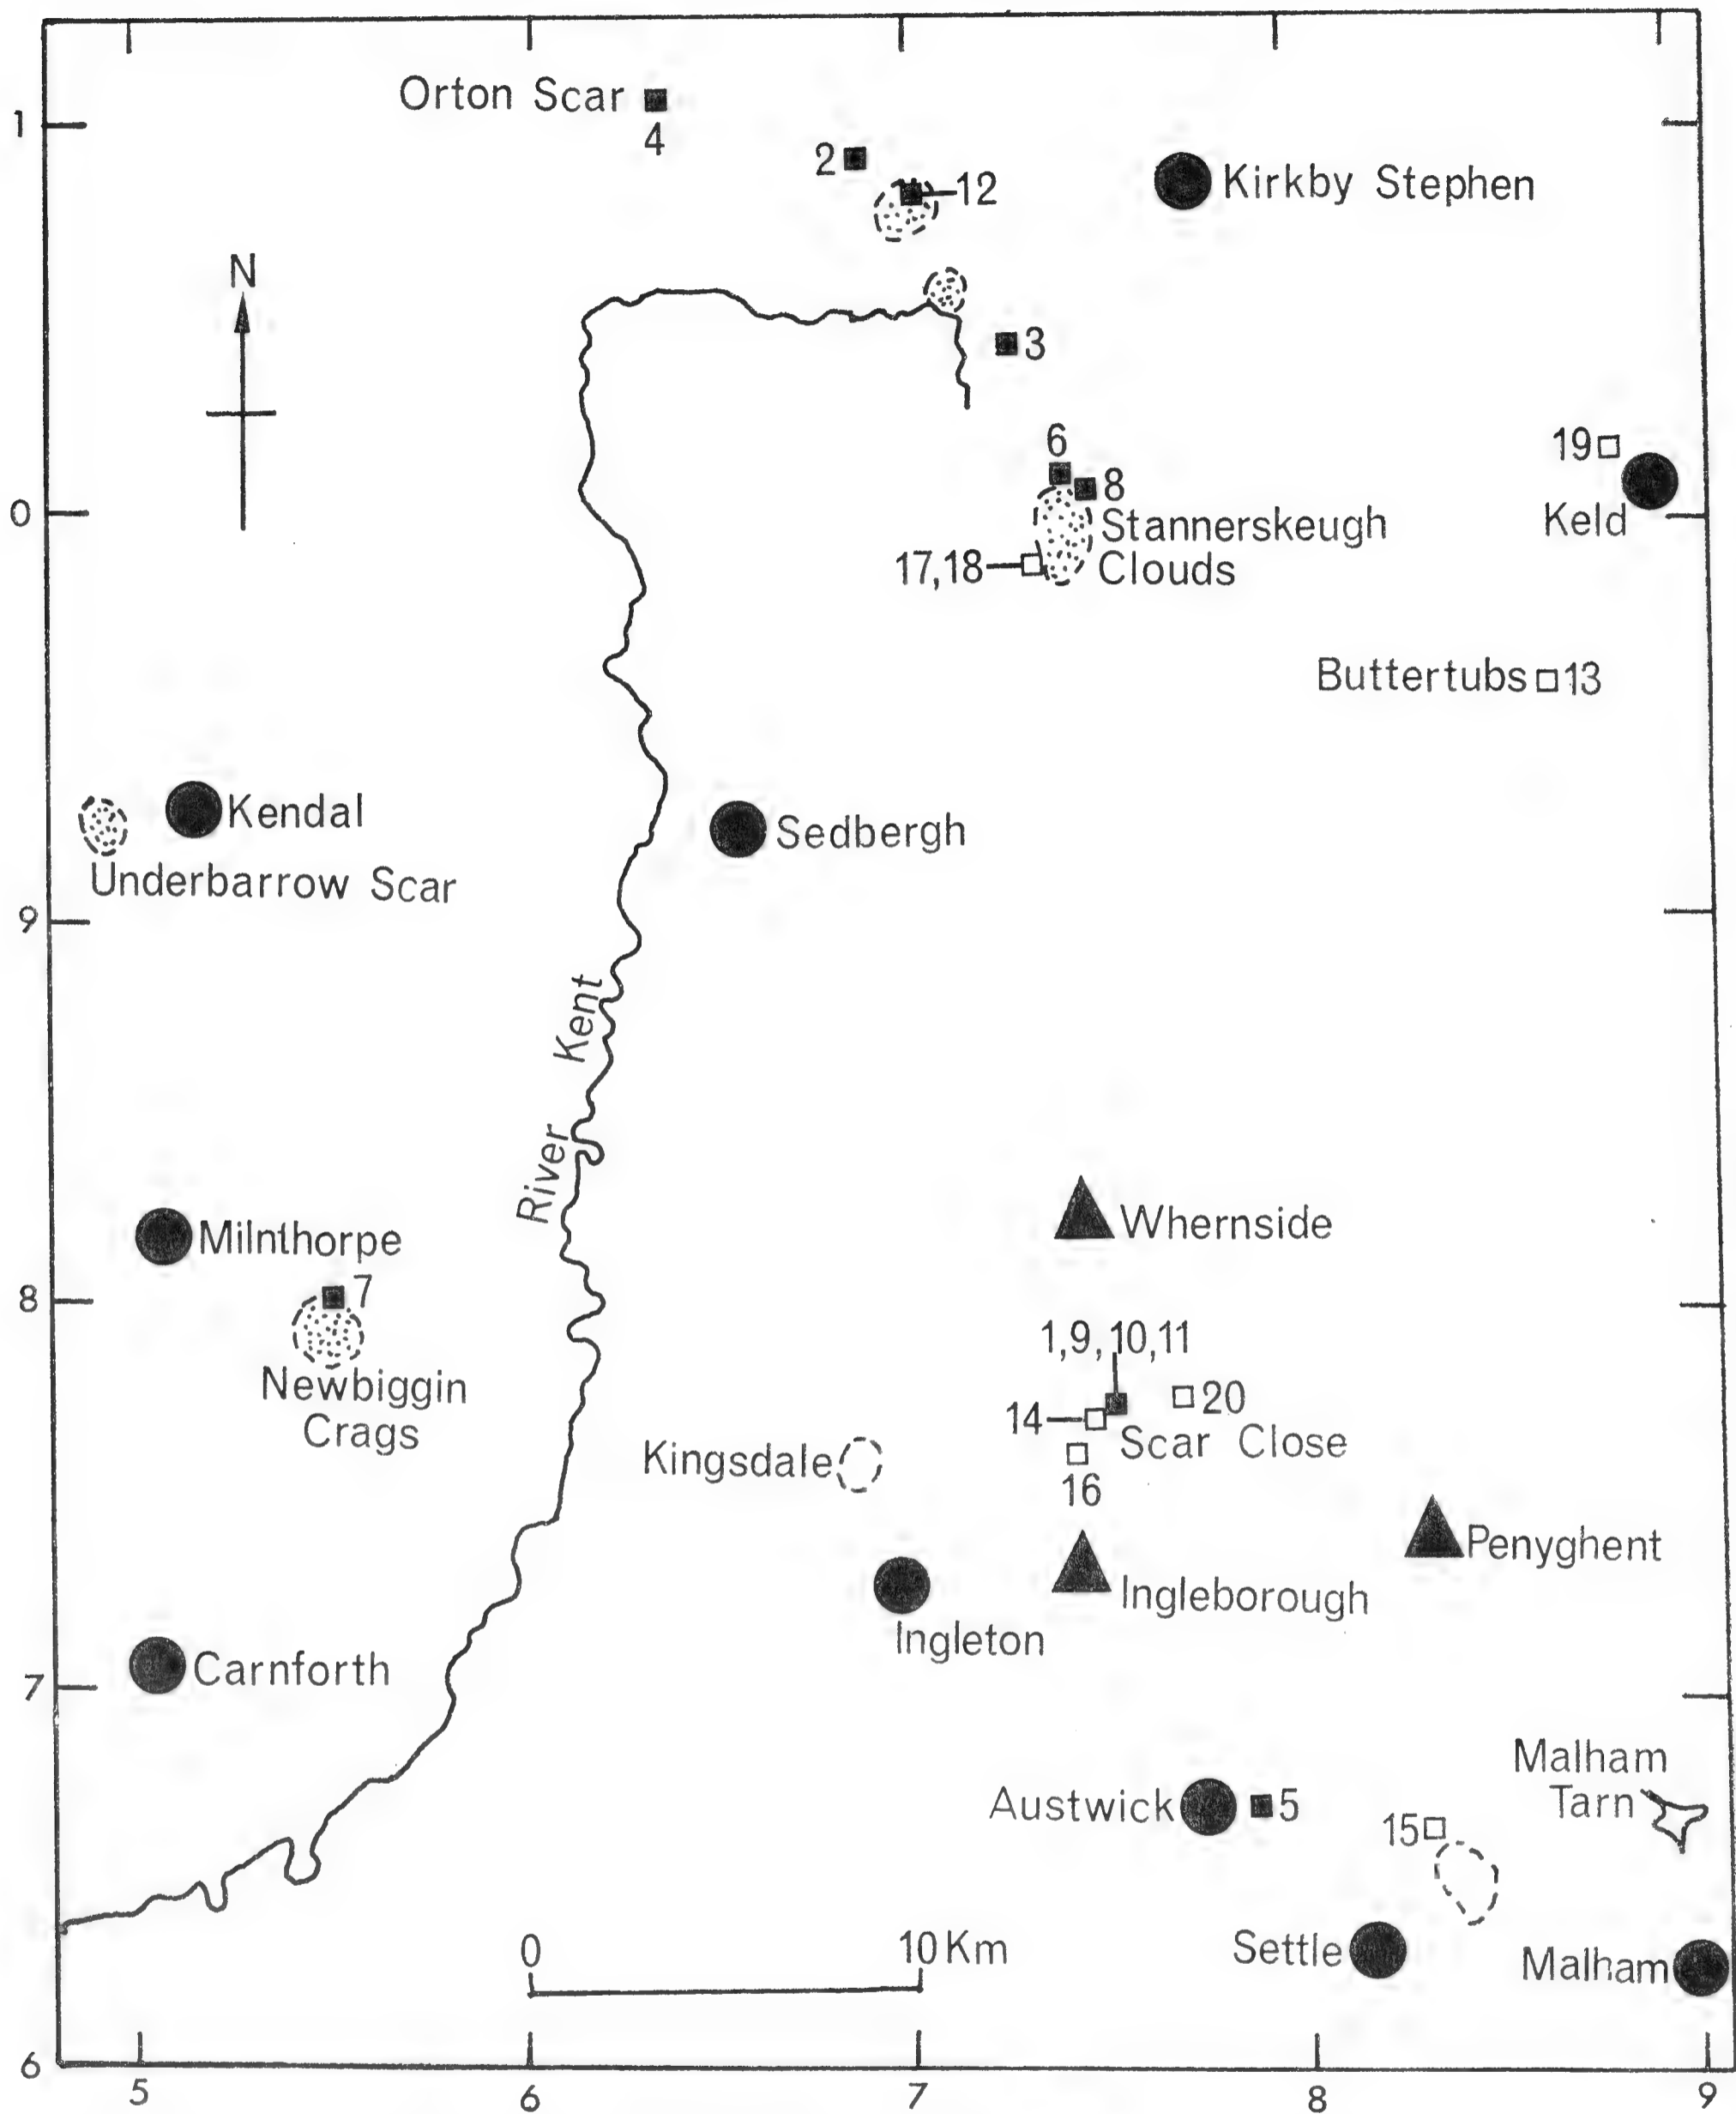 Orton Scar
4
1
2
12
Kirkby Stephen
N
3
6
8
19
0
Stannerskeugh
Clouds
Keld
17,18
Buttertubs
13
Kendal
Sedbergh
Underbarrow Scar
9
River Kent
Milnthorpe
Whernside
8
7
1,9,10,11
Newbiggin
Crags
14
20
Scar Close
Kingsdale
16
Penyghent
Ingleborough
Ingleton
Carnforth
7
Malham
Tarn
Austwick
5
15
0
10 Km
Settle
Malham
6
5
6
7
8
9